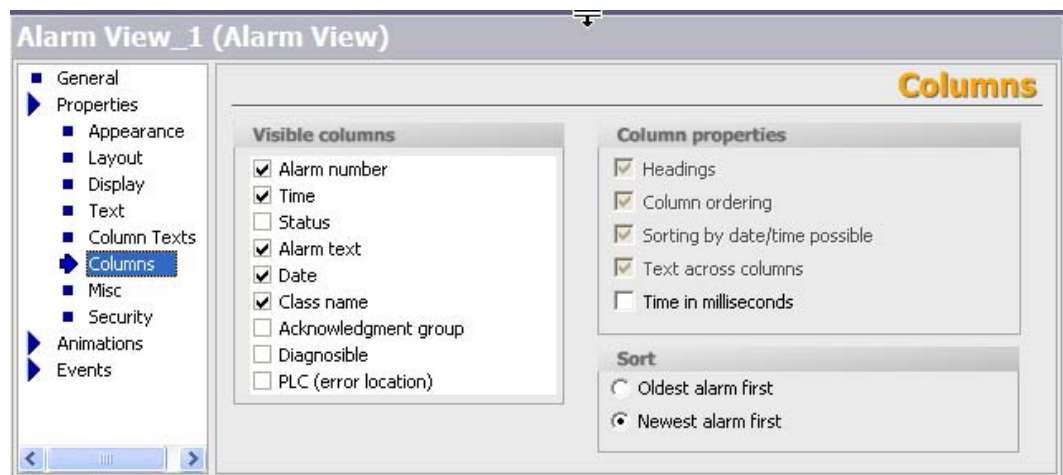 Alarm View_1 (Alarm View)
General
Properties
Appearance
Layout
Display
Text
Column Texts
Columns
Misc
Security
Animations
Events
Columns
Visible columns
Alarm number
Time
Status
Alarm text
Date
Class name
Acknowledgment group
Diagnosible
PLC (error location)
Column properties
Headings
Column ordering
Sorting by date/time possible
Text across columns
Time in milliseconds
Sort
Oldest alarm first
Newest alarm first